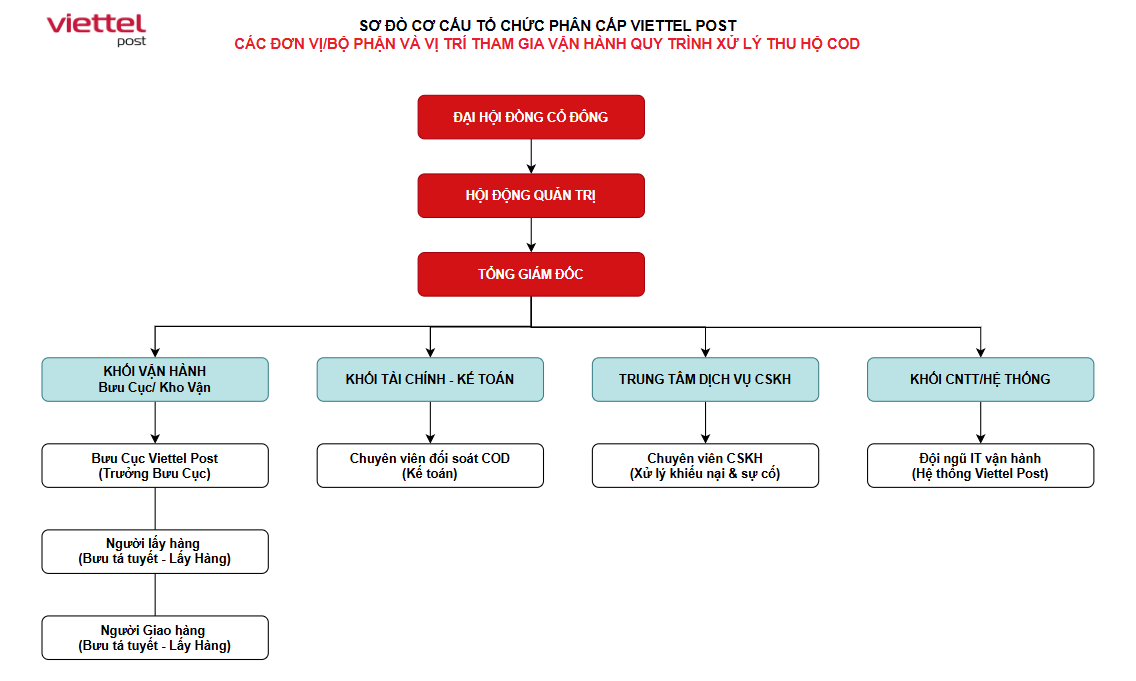 viettel
post
SƠ ĐỒ CƠ CẤU TỔ CHỨC PHÂN CẤP VIETTEL POST
CÁC ĐƠN VỊ/BỘ PHẬN VÀ VỊ TRÍ THAM GIA VẬN HÀNH QUY TRÌNH XỬ LÝ THU HỘ COD
ĐẠI HỘI ĐỒNG CỔ ĐÔNG
HỘI ĐỘNG QUẢN TRỊ
TỔNG GIÁM ĐỐC
KHỐI VẬN HÀNH
Bưu Cục/ Kho Vận
KHỐI TÀI CHÍNH - KẾ TOÁN
TRUNG TÂM DỊCH VỤ CSKH
KHỐI CNTT/HỆ THỐNG
Bưu Cục Viettel Post
(Trưởng Bưu Cục)
Chuyên viên đối soát COD
(Kế toán)
Chuyên viên CSKH
(Xử lý khiếu nại & sự cố)
Đội ngũ IT vận hành
(Hệ thống Viettel Post)
Người lấy hàng
(Bưu tá tuyết - Lấy Hàng)
Người Giao hàng
(Bưu tá tuyết - Lấy Hàng)